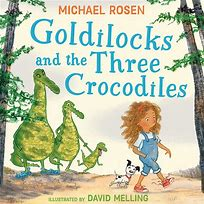 MICHAEL ROSEN
Goldilocks
and the Three
Crocodiles
ILLUSTRATED BY DAVID MELLING